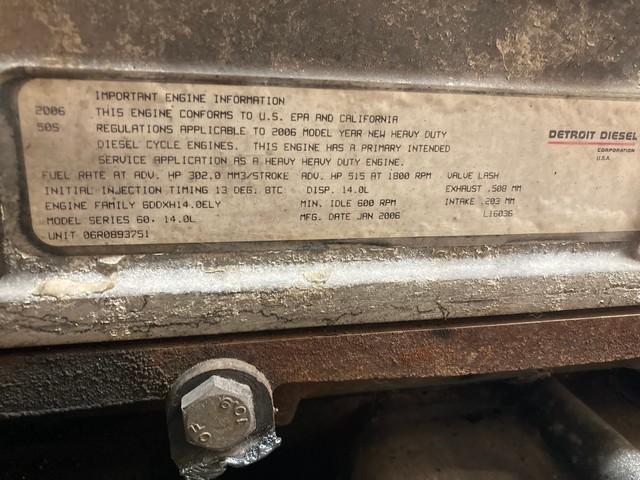 IMPORTANT ENGINE INFORMATION
2006 THIS ENGINE CONFORMS TO U.S. EPA AND CALIFORNIA
50S REGULATIONS APPLICABLE TO 2006 MODEL YEAR NEW HEAVY DUTY
DIESEL CYCLE ENGINES. THIS ENGINE HAS A PRIMARY INTENDED
SERVICE APPLICATION AS A HEAVY HEAVY DUTY ENGINE.
DETROIT DIESEL
CORPORATION
U.S.A.
FUEL RATE AT ADV. HP 302.0 MM3/STROKE ADV. HP 515 AT 1800 RPM VALVE LASH
INITIAL INJECTION TIMING 13 DEG. BTC DISP. 14.0L EXHAUST .508 MM
ENGINE FAMILY 6DDXH14.0ELY MIN. IDLE 600 RPM INTAKE .203 MM
MODEL SERIES 60. 14.0L MFG. DATE JAN 2006 L16036
UNIT 06R0893751